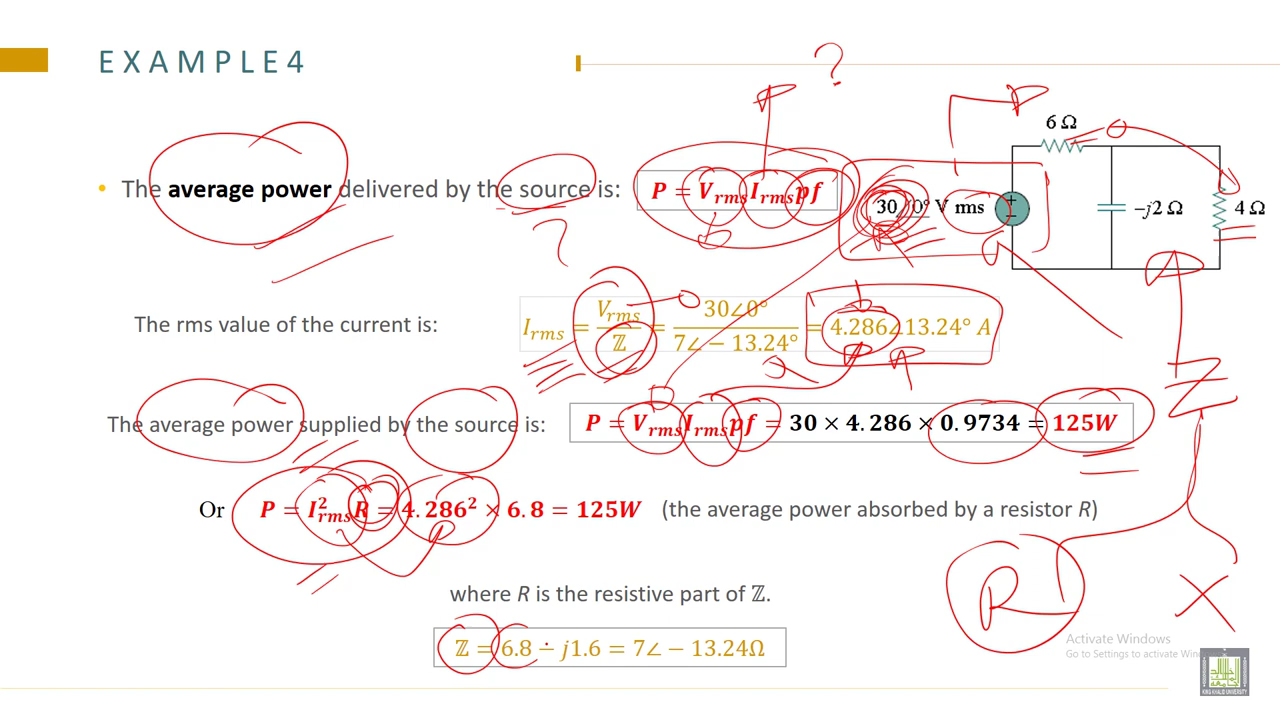 EXAMPLE4
• The average power delivered by the source is: P = V_rms I_rms pf
?
?
6 Ω
30∠0° V rms
+
−
−j2 Ω
4 Ω
The rms value of the current is: I_rms = V_rms / ℤ = 30∠0° / 7∠ − 13.24° = 4.286∠13.24° A
Z
The average power supplied by the source is: P = V_rms I_rms pf = 30 × 4.286 × 0.9734 = 125W
Or P = I²_rms R = 4.286² × 6.8 = 125W (the average power absorbed by a resistor R)
where R is the resistive part of ℤ.
R X
ℤ = 6.8 − j1.6 = 7∠ − 13.24Ω
Activate Windows
Go to Settings to activate Win
KING KHALID UNIVERSITY